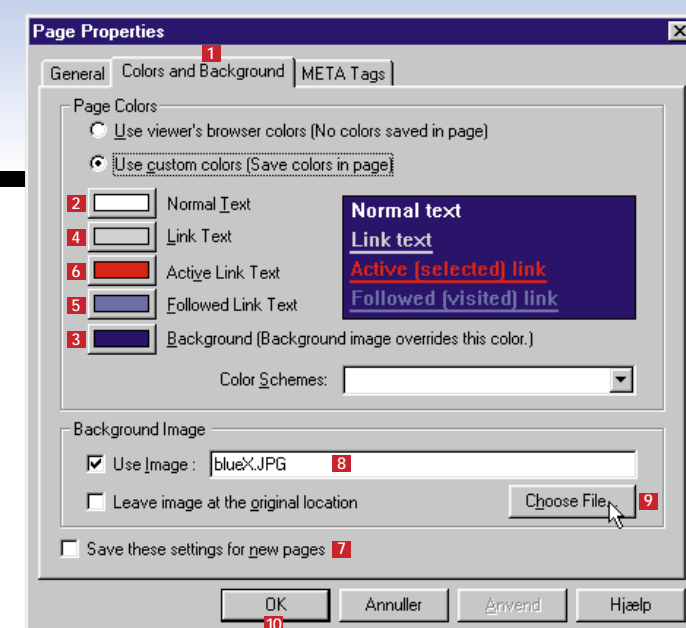 Page Properties
1
General Colors and Background META Tags
Page Colors
Use viewer's browser colors (No colors saved in page)
Use custom colors (Save colors in page)
2 Normal Text
4 Link Text
6 Active Link Text
5 Followed Link Text
3 Background (Background image overrides this color.)
Normal text
Link text
Active (selected) link
Followed (visited) link
Color Schemes:
Background Image
Use Image : blueX.JPG 8
Leave image at the original location
Choose File... 9
Save these settings for new pages 7
OK Annuller Anvend Hjælp
10